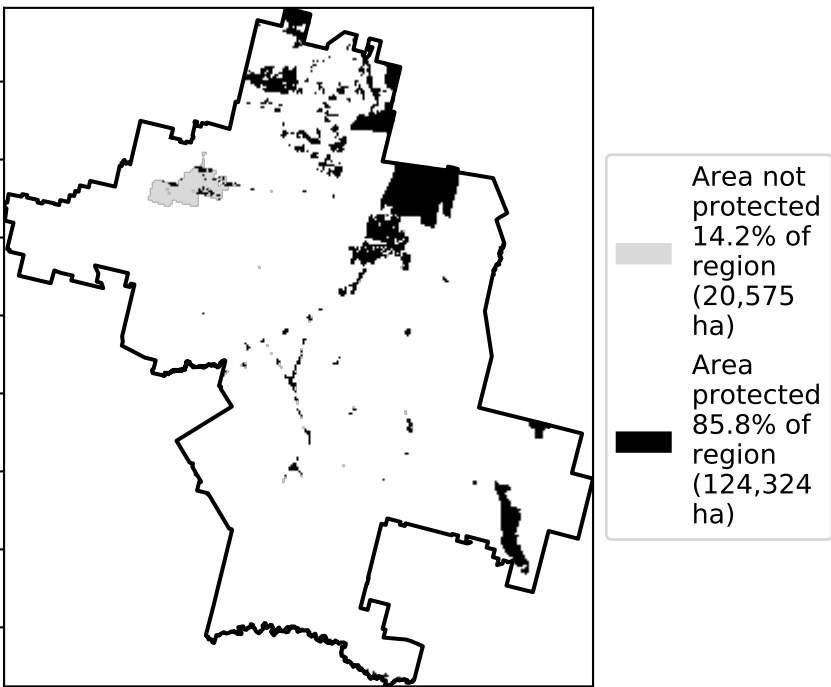 Area not
protected
14.2% of
region
(20,575
ha)
Area
protected
85.8% of
region
(124,324
ha)